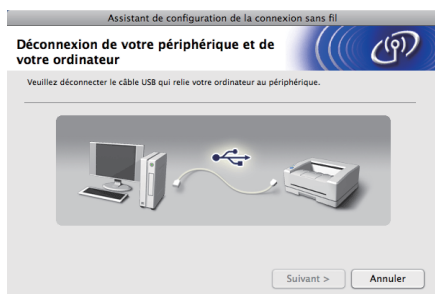 Assistant de configuration de la connexion sans fil
Déconnexion de votre périphérique et de
votre ordinateur
Veuillez déconnecter le câble USB qui relie votre ordinateur au périphérique.
Suivant >
Annuler